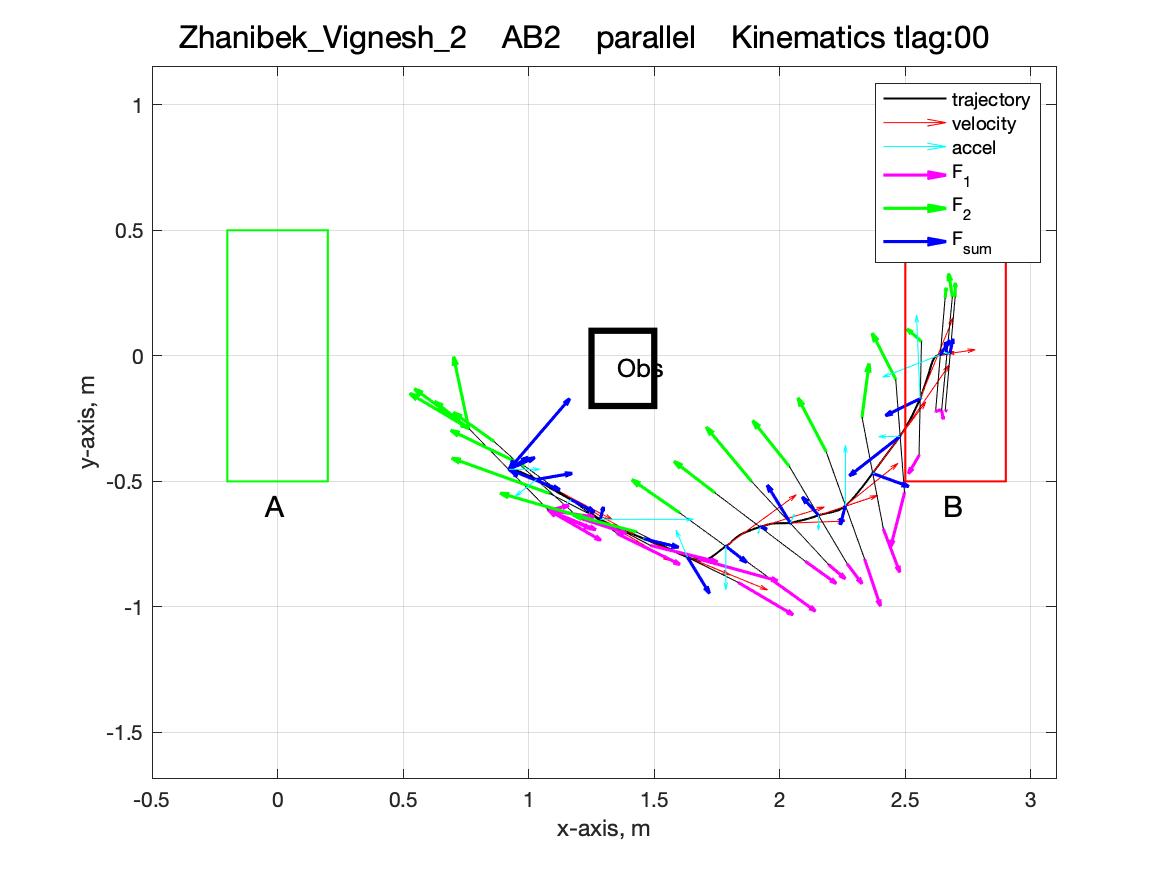 Zhanibek_Vignesh_2 AB2 parallel Kinematics tlag:00
trajectory
velocity
accel
F1
F2
Fsum
1
0.5
0
-0.5
-1
-1.5
y-axis, m
Obs
A
B
-0.5 0 0.5 1 1.5 2 2.5 3
x-axis, m